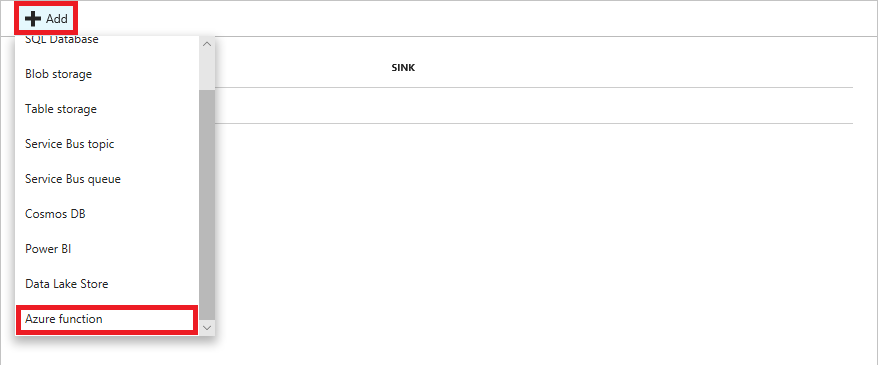 Add
SQL Database
SINK
Blob storage
Table storage
Service Bus topic
Service Bus queue
Cosmos DB
Power BI
Data Lake Store
Azure function